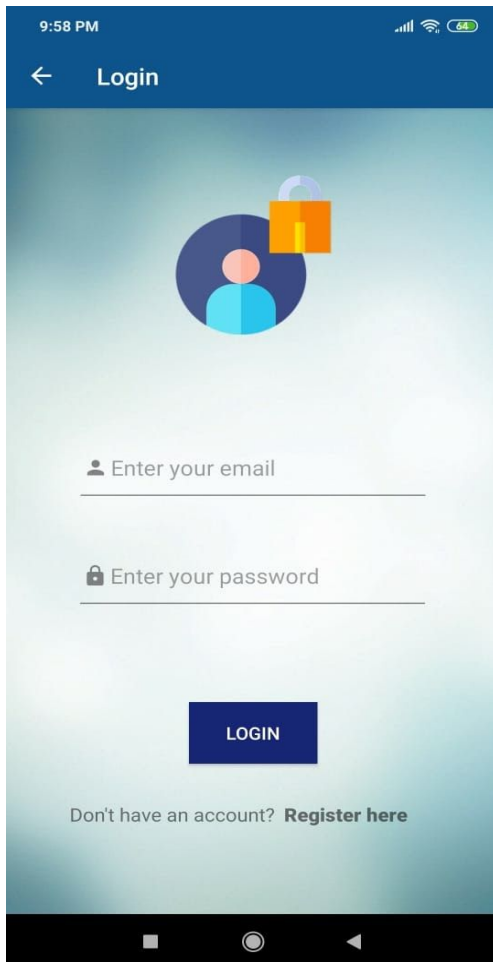 9:58 PM 64
Login
Enter your email
Enter your password
LOGIN
Don't have an account? Register here